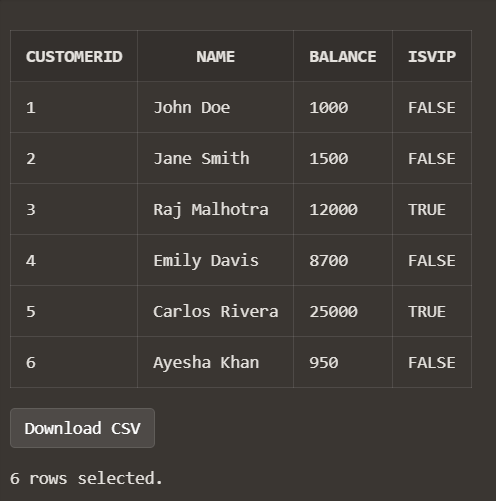 CUSTOMERID NAME BALANCE ISVIP
1 John Doe 1000 FALSE
2 Jane Smith 1500 FALSE
3 Raj Malhotra 12000 TRUE
4 Emily Davis 8700 FALSE
5 Carlos Rivera 25000 TRUE
6 Ayesha Khan 950 FALSE
Download CSV
6 rows selected.